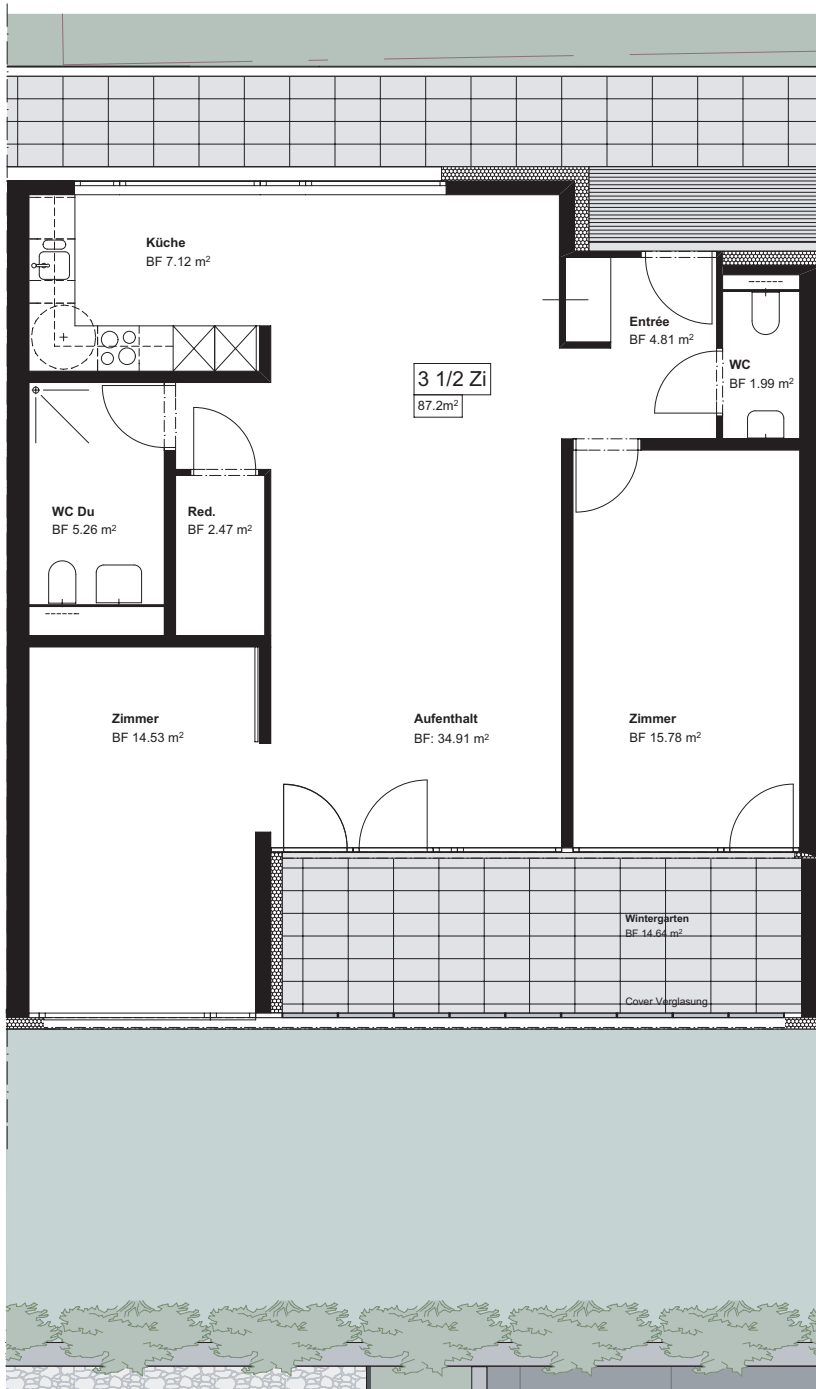 Küche
BF 7.12 m²
Entrée
BF 4.81 m²
WC
BF 1.99 m²
3 1/2 Zi
87.2m²
WC Du
BF 5.26 m²
Red.
BF 2.47 m²
Zimmer
BF 14.53 m²
Aufenthalt
BF: 34.91 m²
Zimmer
BF 15.78 m²
Wintergarten
BF 14.64 m²
Cover Verglasung